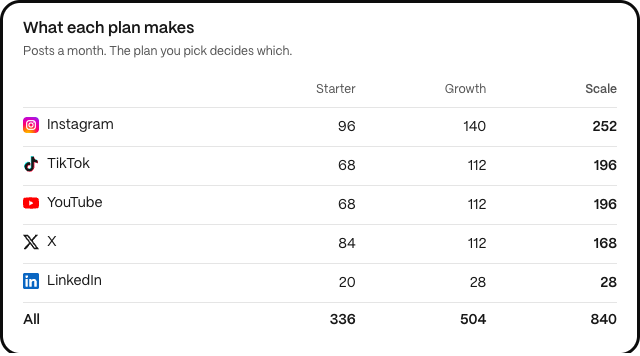 What each plan makes
Posts a month. The plan you pick decides which.
Starter Growth Scale
Instagram 96 140 252
TikTok 68 112 196
YouTube 68 112 196
X 84 112 168
LinkedIn 20 28 28
All 336 504 840